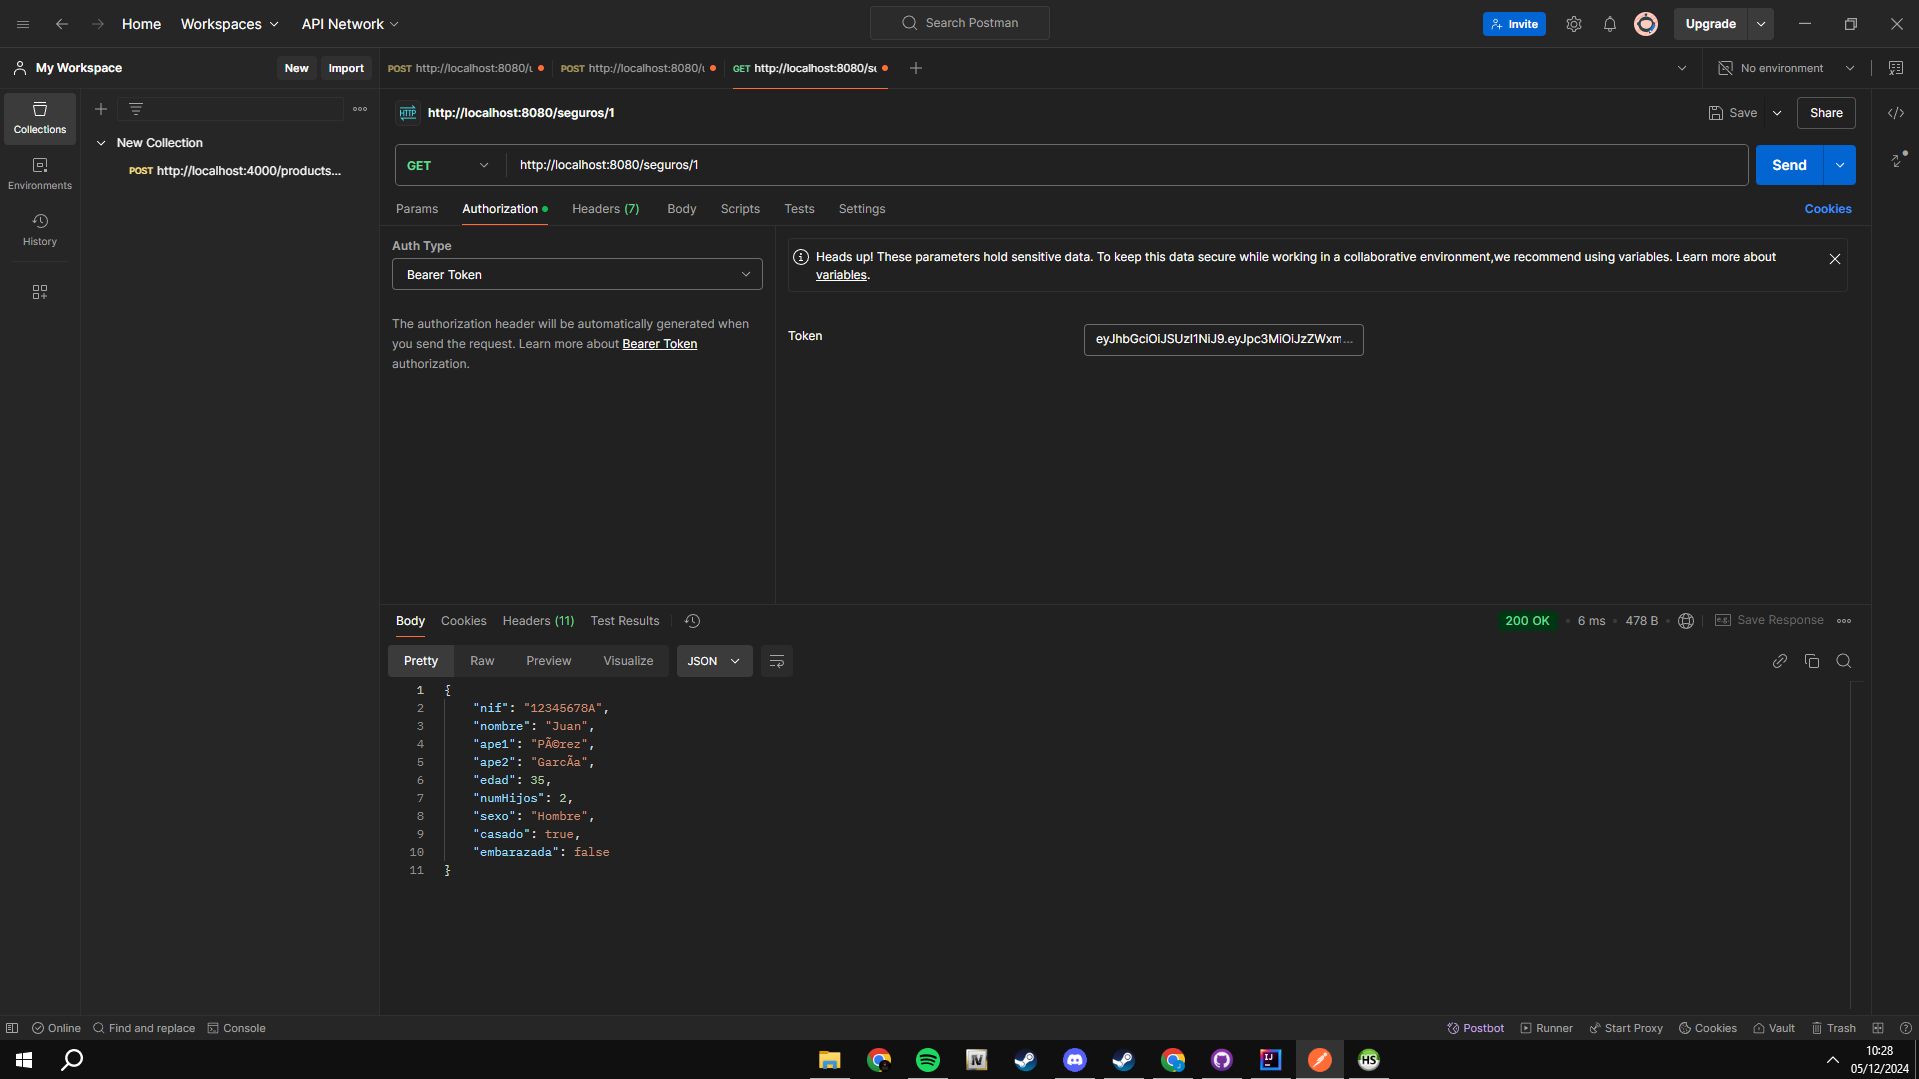 Home
Workspaces
API Network
Search Postman
Invite
Upgrade
My Workspace
New
Import
POST http://localhost:8080/u
POST http://localhost:8080/u
GET http://localhost:8080/se
No environment
Collections
Environments
History
New Collection
POST http://localhost:4000/products...
HTTP
http://localhost:8080/seguros/1
Save
Share
GET
http://localhost:8080/seguros/1
Send
Params
Authorization
Headers (7)
Body
Scripts
Tests
Settings
Cookies
Auth Type
Bearer Token
The authorization header will be automatically generated when
you send the request. Learn more about Bearer Token
authorization.
Heads up! These parameters hold sensitive data. To keep this data secure while working in a collaborative environment,we recommend using variables. Learn more about
variables.
Token
eyJhbGciOiJSUzI1NiJ9.eyJpc3MiOiJzZWxm...
Body
Cookies
Headers (11)
Test Results
200 OK
6 ms
478 B
e.g.
Save Response
Pretty
Raw
Preview
Visualize
JSON
1 {
2 "nif": "12345678A",
3 "nombre": "Juan",
4 "ape1": "PÃ©rez",
5 "ape2": "GarcÃa",
6 "edad": 35,
7 "numHijos": 2,
8 "sexo": "Hombre",
9 "casado": true,
10 "embarazada": false
11 }
Online
Find and replace
Console
Postbot
Runner
Start Proxy
Cookies
Vault
Trash
IV
IJ
HS
10:28
05/12/2024